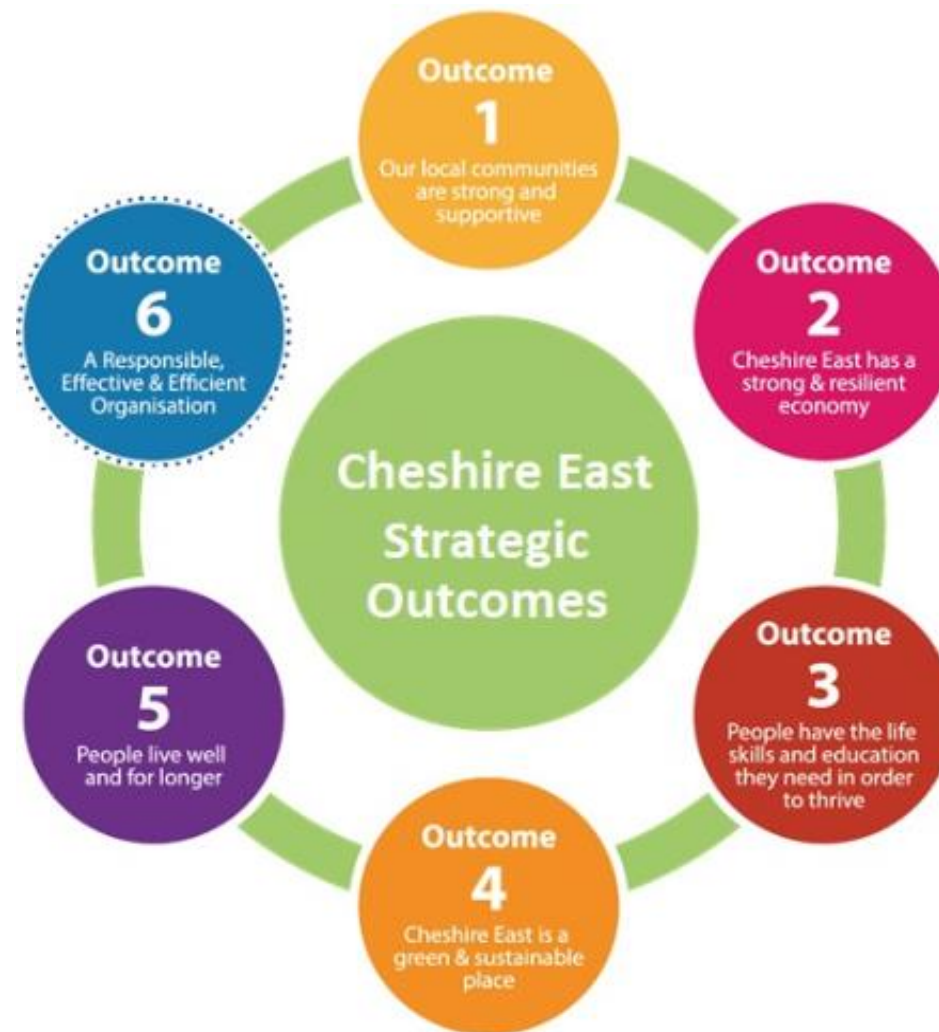 Outcome
1
Our local communities
are strong and
supportive
Outcome
2
Cheshire East has a
strong & resilient
economy
Outcome
3
People have the life
skills and education
they need in order
to thrive
Outcome
4
Cheshire East is a
green & sustainable
place
Outcome
5
People live well
and for longer
Outcome
6
A Responsible,
Effective & Efficient
Organisation
Cheshire East
Strategic
Outcomes